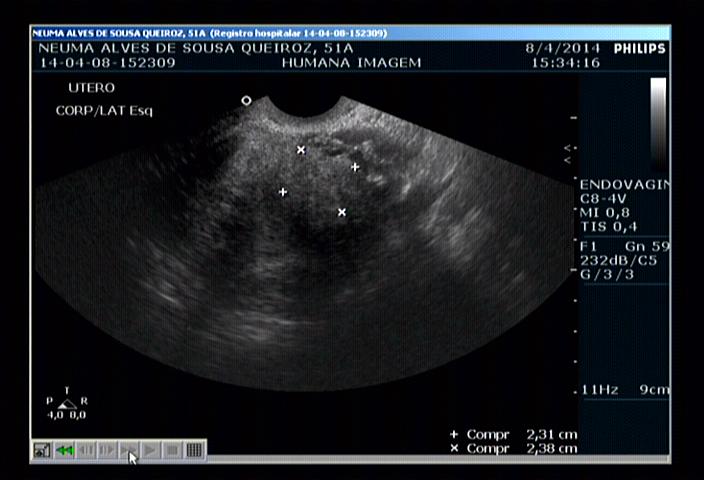 NEUMA ALVES DE SOUSA QUEIROZ, 51A (Registro hospitalar 14-04-08-152309)
NEUMA ALVES DE SOUSA QUEIROZ, 51A 8/4/2014 PHILIPS
14-04-08-152309 HUMANA IMAGEM 15:34:16
UTERO
CORP/LAT Esq
ENDOVAGIN
C8-4V
MI 0,8
TIS 0,4
F1 Gn 59
232dB/C5
G/3/3
11Hz 9cm
T
P R
4,0 8,0
+ Compr 2,31 cm
× Compr 2,38 cm